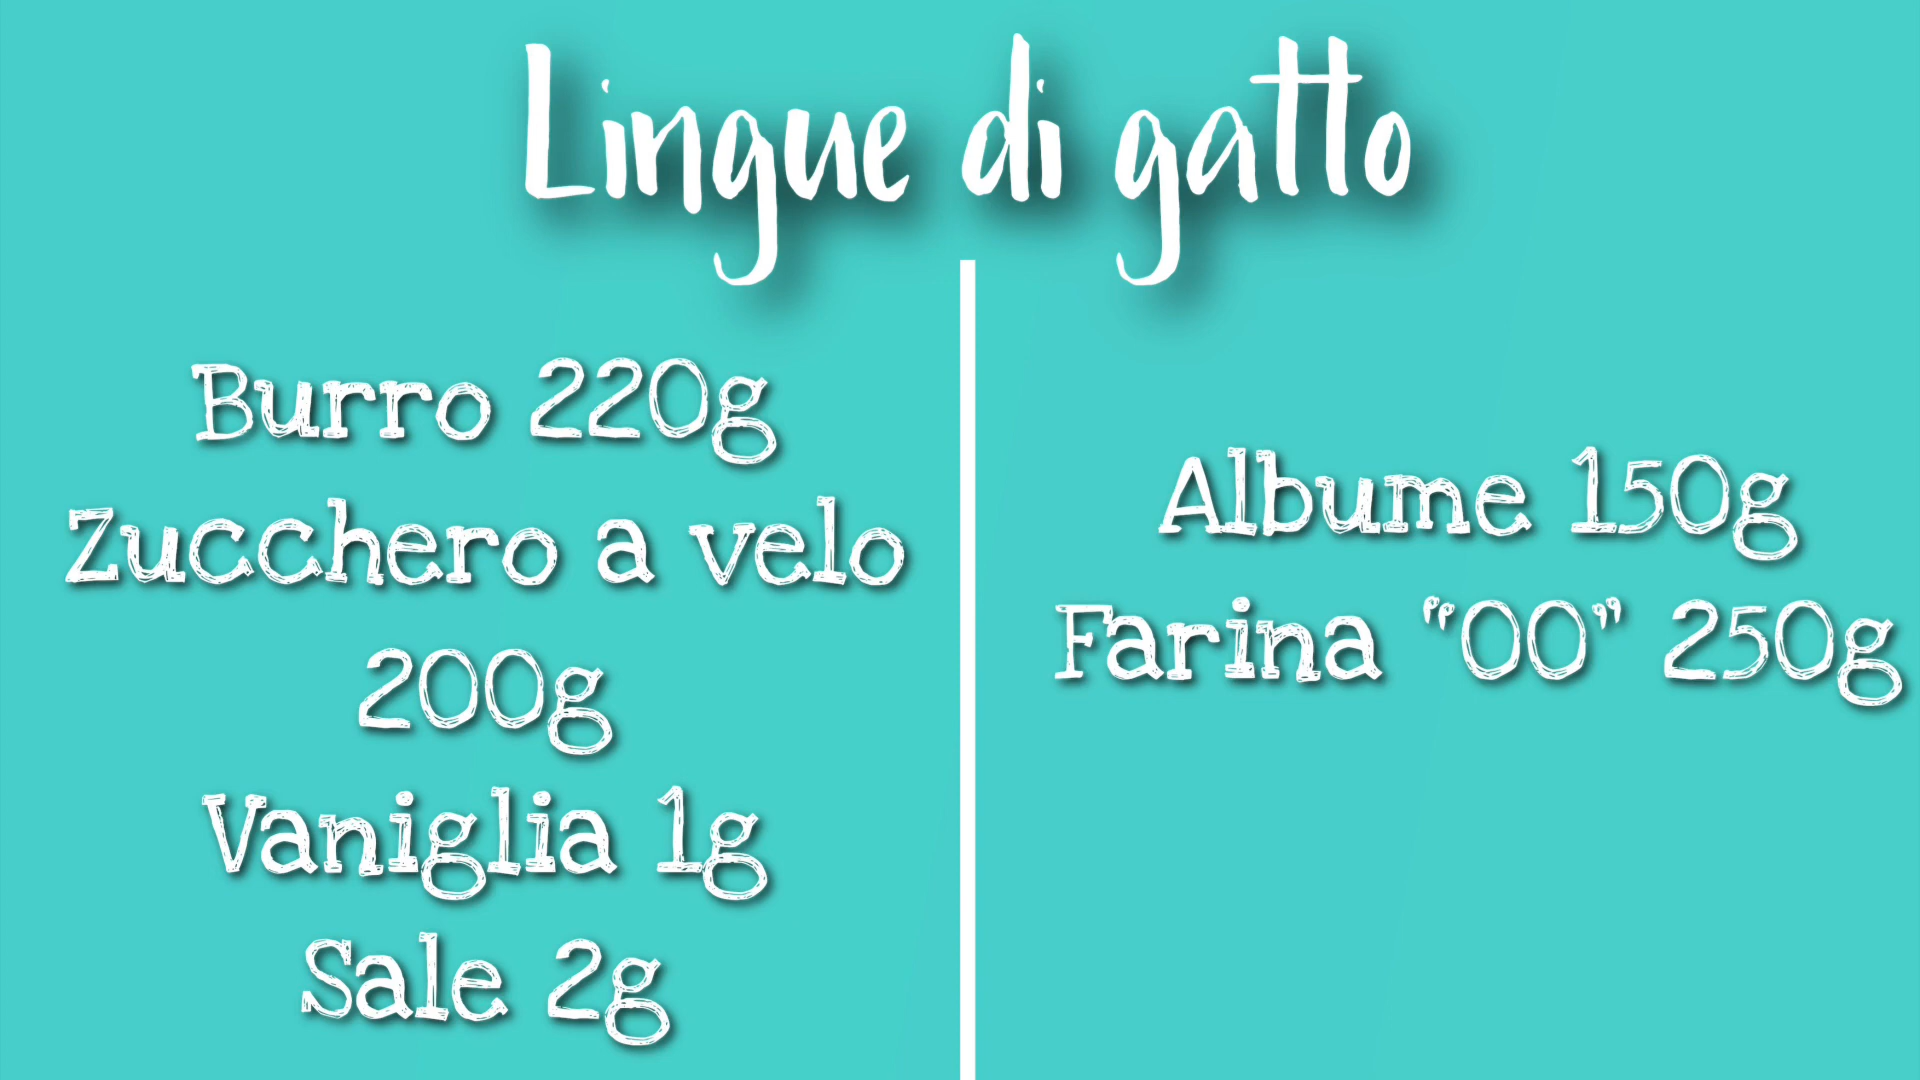 Lingue di gatto
Burro 220g
Zucchero a velo
200g
Vaniglia 1g
Sale 2g
Albume 150g
Farina “00” 250g